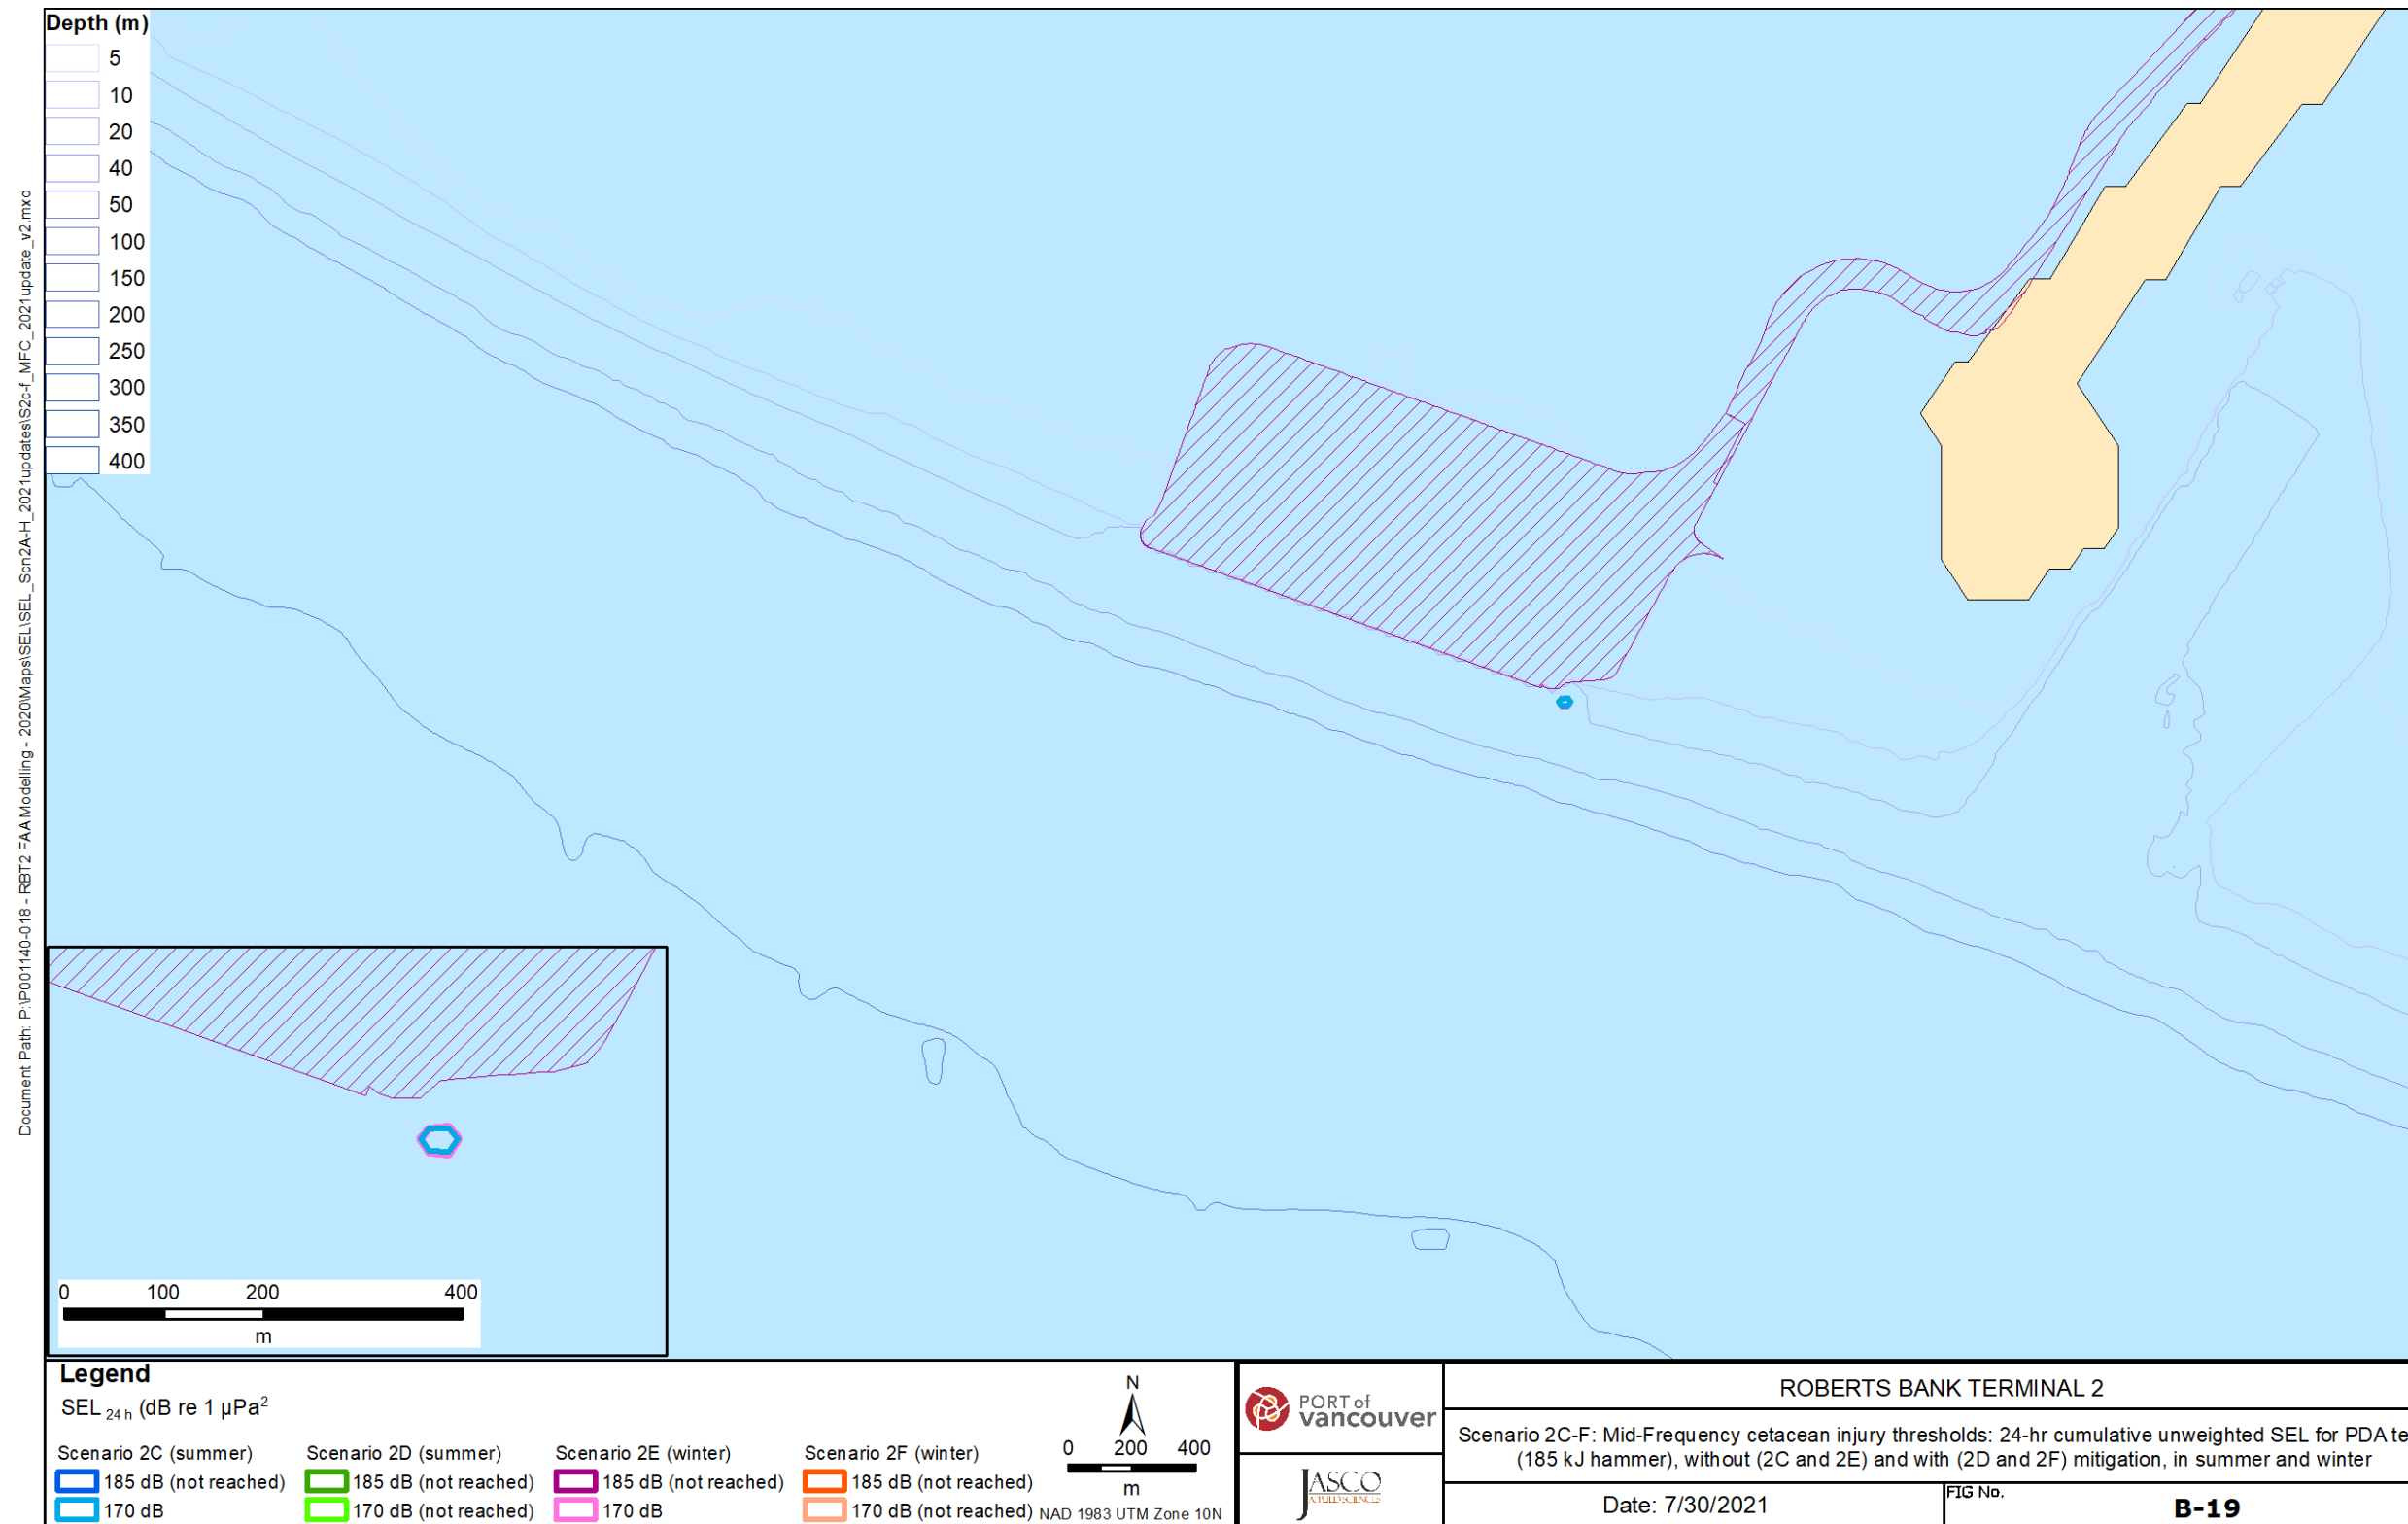 Depth (m)
5
10
20
40
50
100
150
200
250
300
350
400
Document Path: P:\P001140-018 - RBT2 FAA Modelling - 2020\Maps\SEL\SEL_Scn2A-H_2021updates\S2c-f_MFC_2021update_v2.mxd
0 100 200 400
m
Legend
SEL 24 h (dB re 1 µPa²
Scenario 2C (summer)
185 dB (not reached)
170 dB
Scenario 2D (summer)
185 dB (not reached)
170 dB (not reached)
Scenario 2E (winter)
185 dB (not reached)
170 dB
Scenario 2F (winter)
185 dB (not reached)
170 dB (not reached)
N
0 200 400
m
NAD 1983 UTM Zone 10N
PORT of
vancouver
JASCO
APPLIED SCIENCES
ROBERTS BANK TERMINAL 2
Scenario 2C-F: Mid-Frequency cetacean injury thresholds: 24-hr cumulative unweighted SEL for PDA te
(185 kJ hammer), without (2C and 2E) and with (2D and 2F) mitigation, in summer and winter
Date: 7/30/2021
FIG No.
B-19